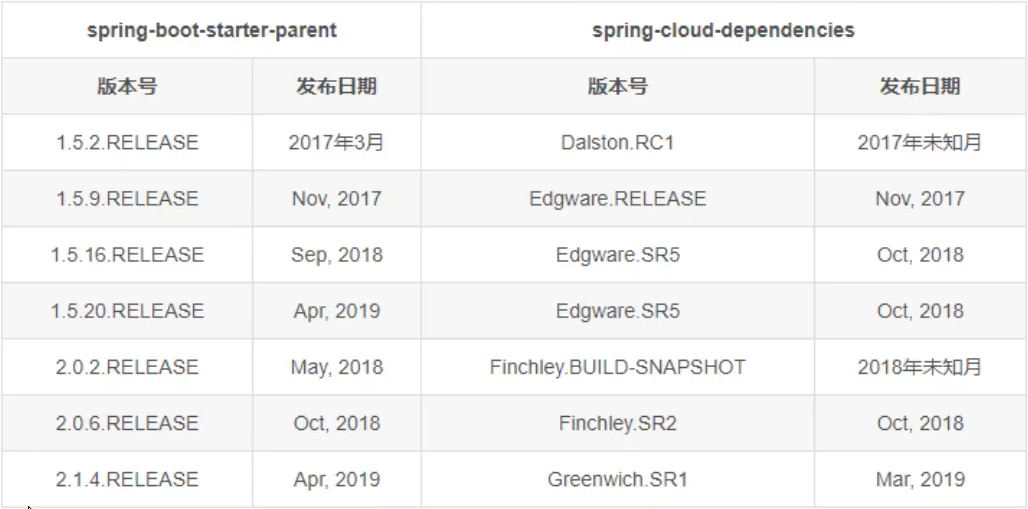 spring-boot-starter-parent spring-cloud-dependencies
版本号 发布日期 版本号 发布日期
1.5.2.RELEASE 2017年3月 Dalston.RC1 2017年未知月
1.5.9.RELEASE Nov, 2017 Edgware.RELEASE Nov, 2017
1.5.16.RELEASE Sep, 2018 Edgware.SR5 Oct, 2018
1.5.20.RELEASE Apr, 2019 Edgware.SR5 Oct, 2018
2.0.2.RELEASE May, 2018 Finchley.BUILD-SNAPSHOT 2018年未知月
2.0.6.RELEASE Oct, 2018 Finchley.SR2 Oct, 2018
2.1.4.RELEASE Apr, 2019 Greenwich.SR1 Mar, 2019